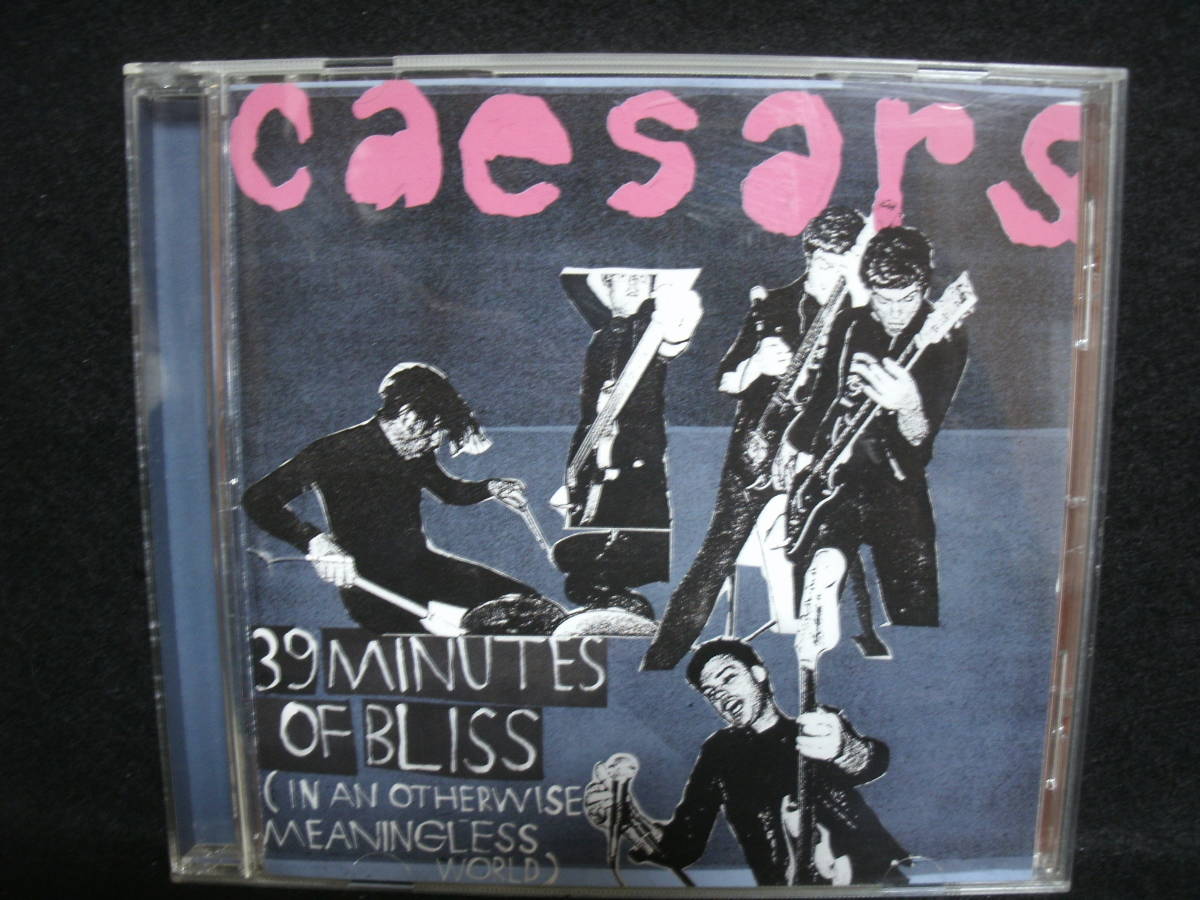 caesars
39 MINUTES
OF BLISS
(IN AN OTHERWISE
MEANINGLESS
WORLD)